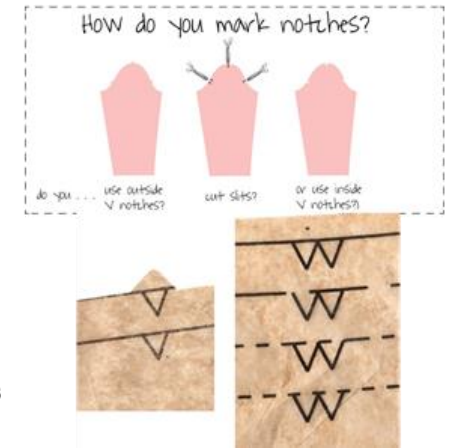 How do you mark notches?
do you . . . use outside V notches?
cut slits?
or use inside V notches?)